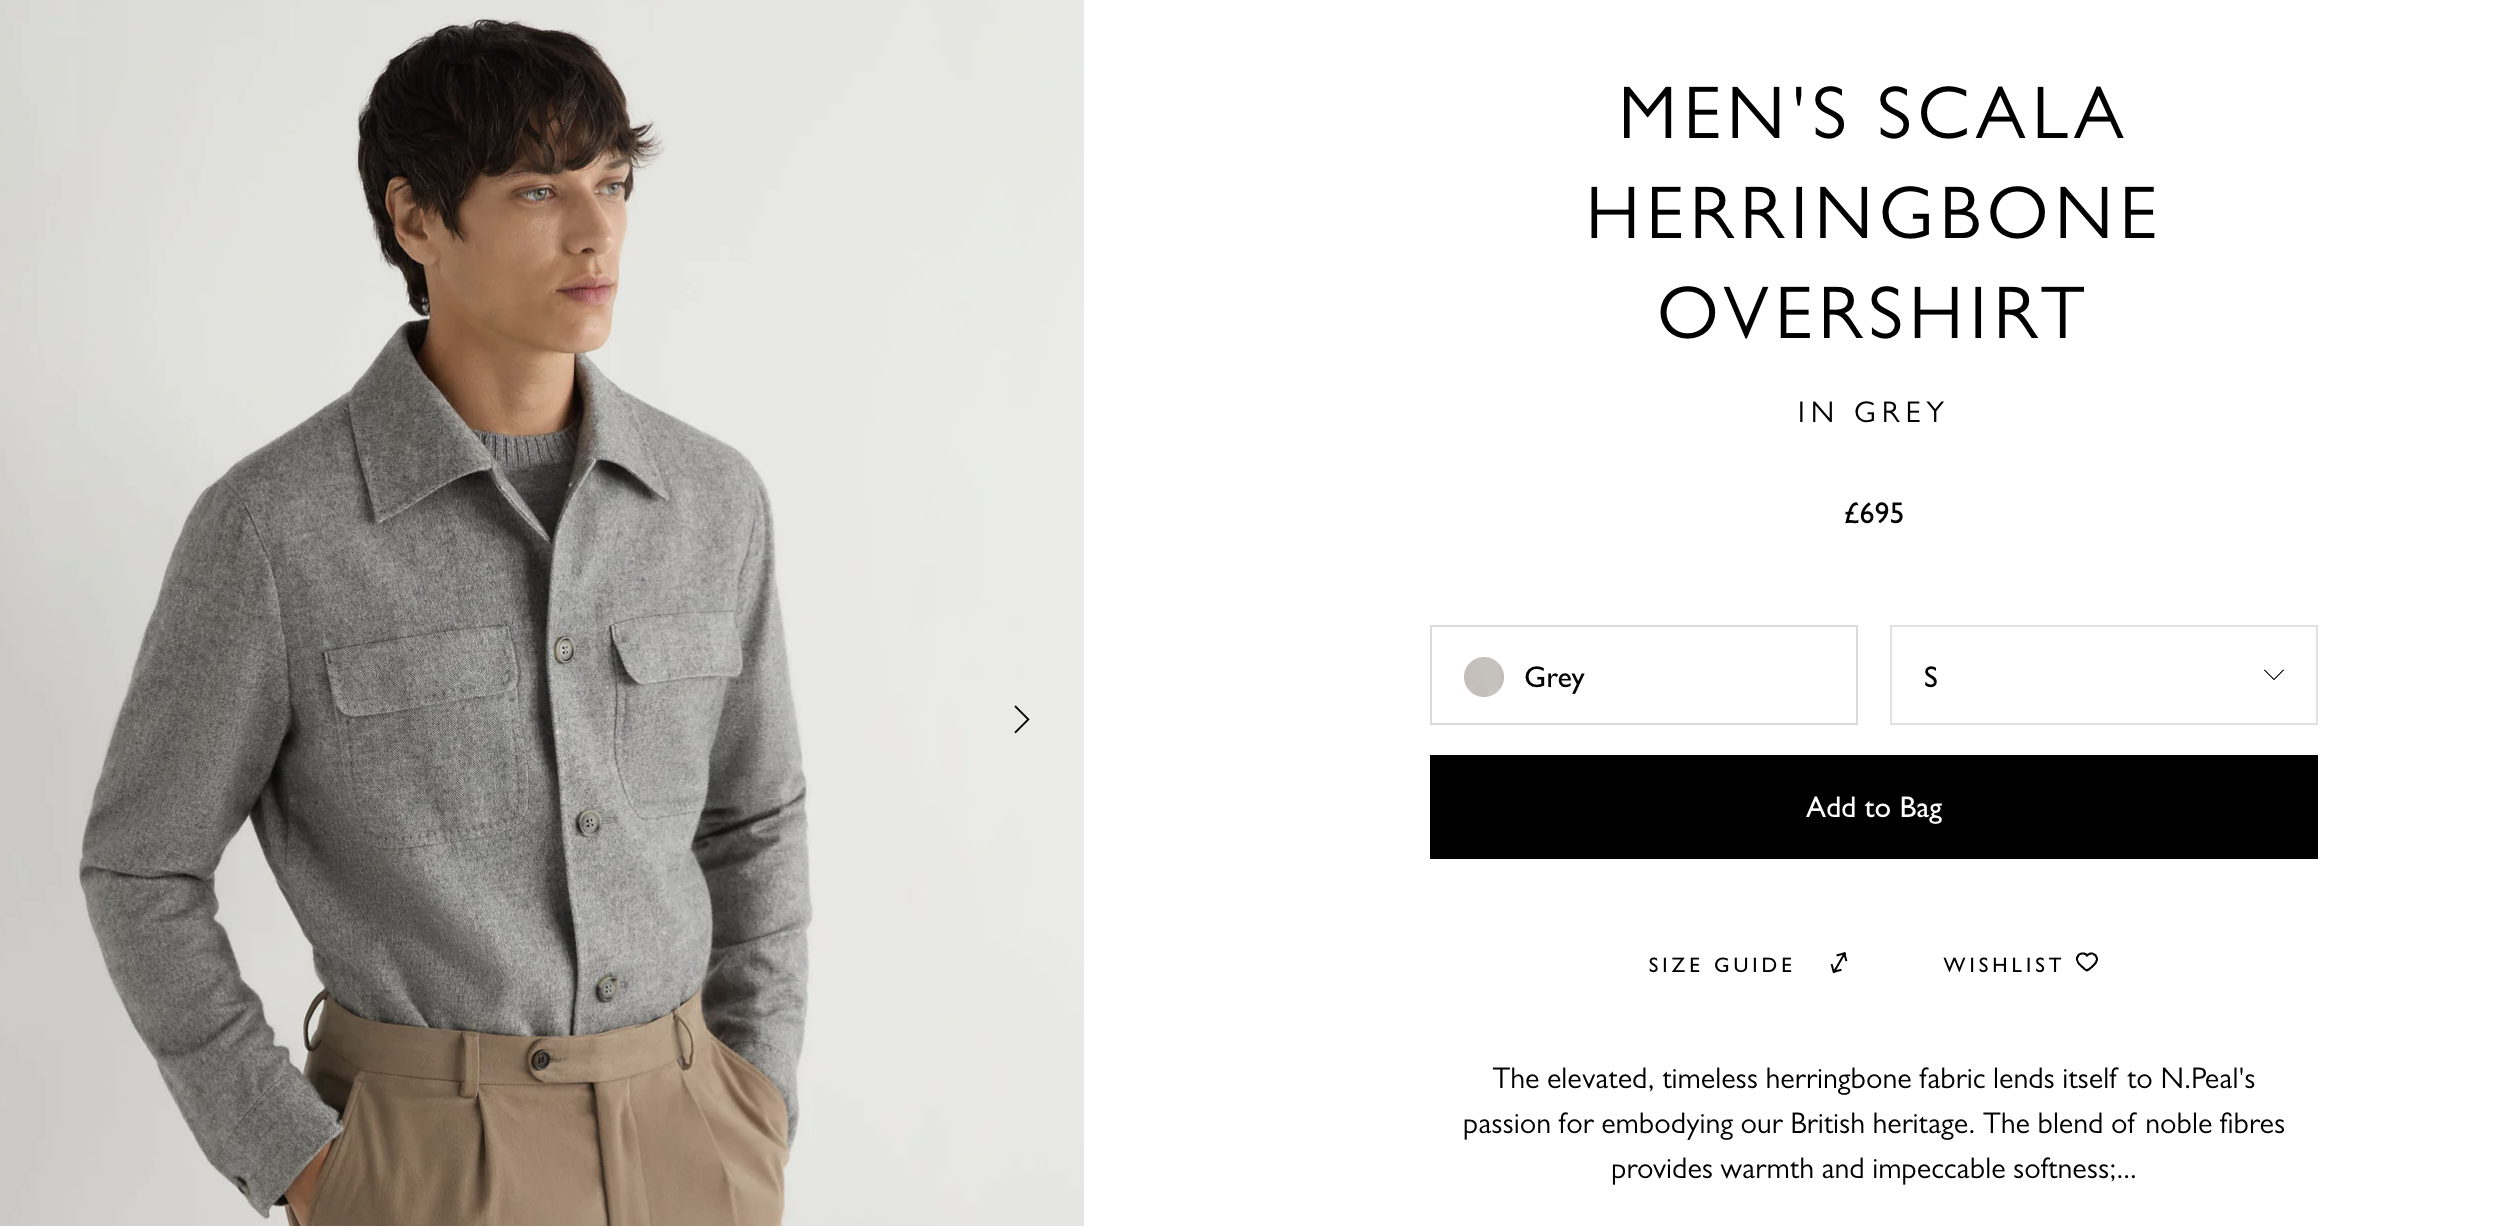 MEN'S SCALA
HERRINGBONE
OVERSHIRT
IN GREY
£695
Grey
S
Add to Bag
SIZE GUIDE
WISHLIST
The elevated, timeless herringbone fabric lends itself to N.Peal's
passion for embodying our British heritage. The blend of noble fibres
provides warmth and impeccable softness;...